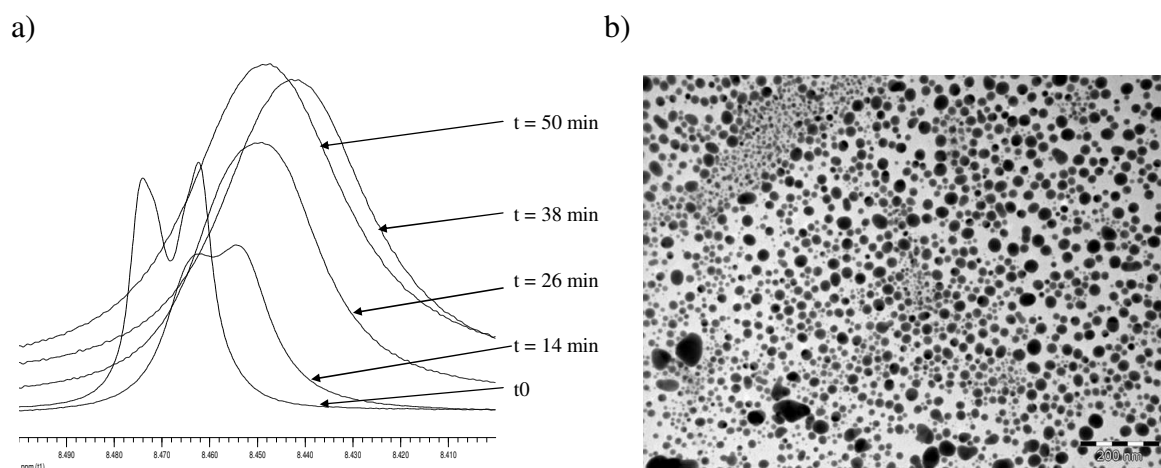 a)
b)
t = 50 min
t = 38 min
t = 26 min
t = 14 min
t0
8.490 8.480 8.470 8.460 8.450 8.440 8.430 8.420 8.410
ppm (t1)
200 nm